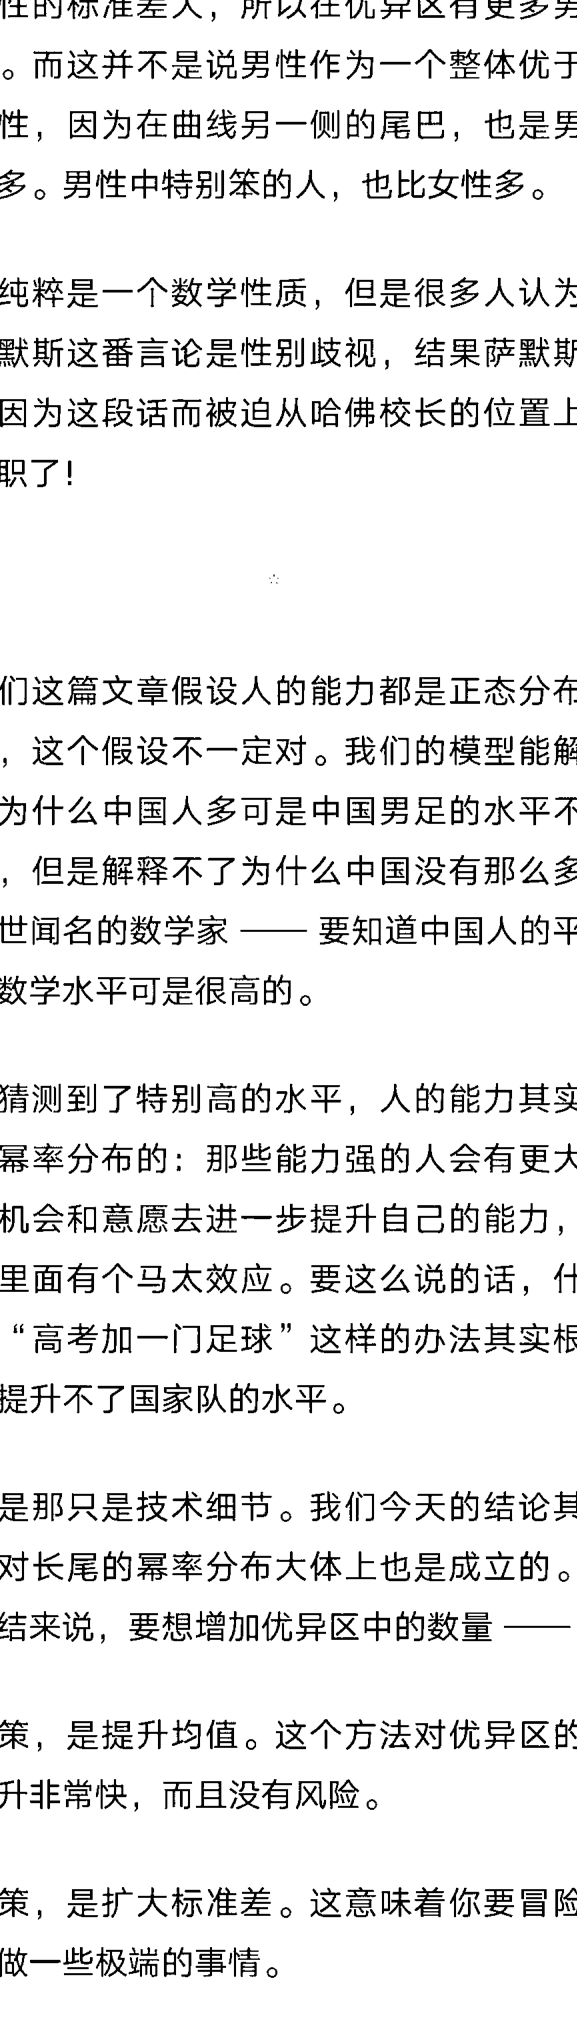 性的标准差大，所以在优异区有更多男
。而这并不是说男性作为一个整体优于
性，因为在曲线另一侧的尾巴，也是男
多。男性中特别笨的人，也比女性多。
纯粹是一个数学性质，但是很多人认为
默斯这番言论是性别歧视，结果萨默斯
因为这段话而被迫从哈佛校长的位置上
职了！
们这篇文章假设人的能力都是正态分布
，这个假设不一定对。我们的模型能解
为什么中国人多可是中国男足的水平不
，但是解释不了为什么中国没有那么多
世闻名的数学家 —— 要知道中国人的平
数学水平可是很高的。
猜测到了特别高的水平，人的能力其实
幂率分布的：那些能力强的人会有更大
机会和意愿去进一步提升自己的能力，
里面有个马太效应。要这么说的话，什
“高考加一门足球”这样的办法其实根
提升不了国家队的水平。
是那只是技术细节。我们今天的结论其
对长尾的幂率分布大体上也是成立的。
结来说，要想增加优异区中的数量 ——
策，是提升均值。这个方法对优异区的
升非常快，而且没有风险。
策，是扩大标准差。这意味着你要冒险
做一些极端的事情。